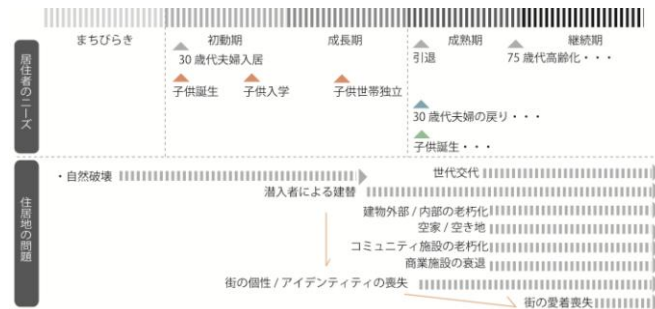 まちびらき 初動期 成長期 成熟期 継続期
居住者のニーズ
30 歳代夫婦入居 引退 75 歳代高齢化・・・
子供誕生 子供入学 子供世帯独立
30 歳代夫婦の戻り・・・
子供誕生・・・
住居地の問題
・自然破壊 世代交代
潜入者による建替
建物外部 / 内部の老朽化
空家 / 空き地
コミュニティ施設の老朽化
商業施設の衰退
街の個性 / アイデンティティの喪失
街の愛着喪失